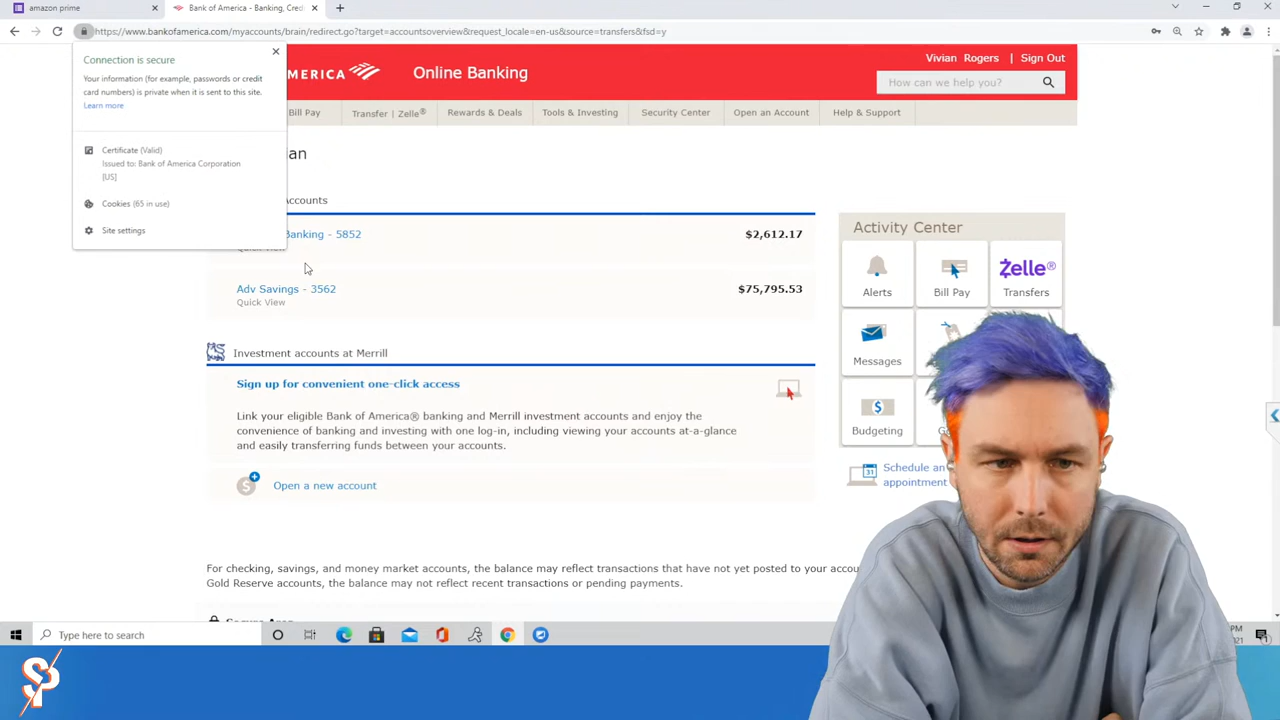 amazon prime
Bank of America - Banking, Cred
https://www.bankofamerica.com/myaccounts/brain/redirect.go?target=accountsoverview&request_locale=en-us&source=transfers&fsd=y
Connection is secure
Your information (for example, passwords or credit
card numbers) is private when it is sent to this site.
Learn more
Certificate (Valid)
Issued to: Bank of America Corporation
[US]
Cookies (65 in use)
Site settings
AMERICA
Online Banking
Vivian Rogers | Sign Out
How can we help you?
Bill Pay
Transfer | Zelle®
Rewards & Deals
Tools & Investing
Security Center
Open an Account
Help & Support
an
Accounts
Banking - 5852
$2,612.17
Quick View
Adv Savings - 3562
$75,795.53
Quick View
Investment accounts at Merrill
Sign up for convenient one-click access
Link your eligible Bank of America® banking and Merrill investment accounts and enjoy the
convenience of banking and investing with one log-in, including viewing your accounts at-a-glance
and easily transferring funds between your accounts.
Open a new account
Activity Center
Alerts
Bill Pay
Zelle®
Transfers
Messages
Budgeting
31
Schedule an
appointment
For checking, savings, and money market accounts, the balance may reflect transactions that have not yet posted to your acco
Gold Reserve accounts, the balance may not reflect recent transactions or pending payments.
Secure Area
Type here to search
PM
SP